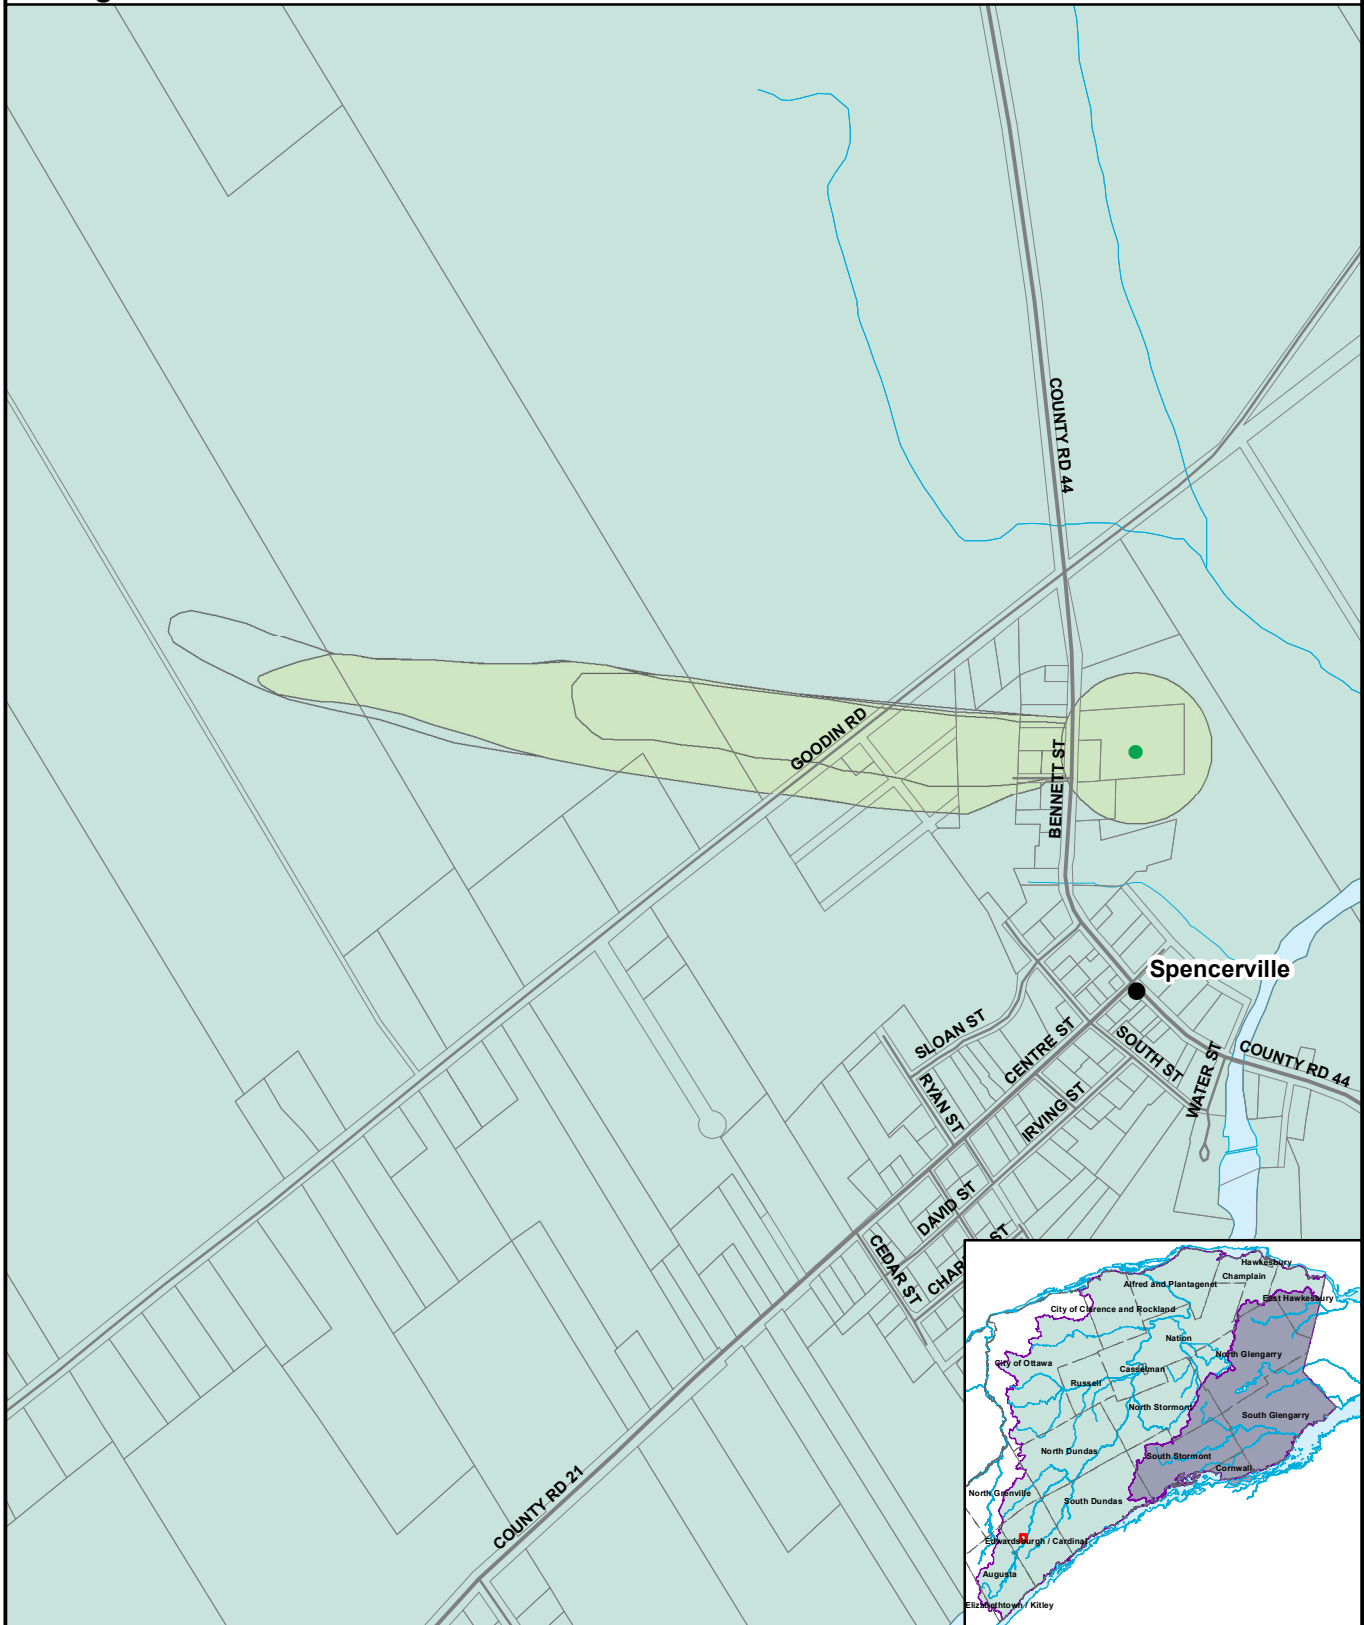 COUNTY RD 44
GOODIN RD
BENNETT ST
Spencerville
SLOAN ST
CENTRE ST
SOUTH ST
WATER ST
COUNTY RD 44
RYAN ST
IRVING ST
DAVID ST
CEDAR ST
ST
COUNTY RD 21
Hawkesbury
Champlain
Alfred and Plantagenet
East Hawkesbury
City of Clarence and Rockland
Nation
North Glengarry
City of Ottawa
Casselman
Russell
North Stormont
South Glengarry
North Dundas
South Stormont
Cornwall
North Grenville
South Dundas
Edwardsburgh / Cardinal
Augusta
Elizabethtown / Kitley